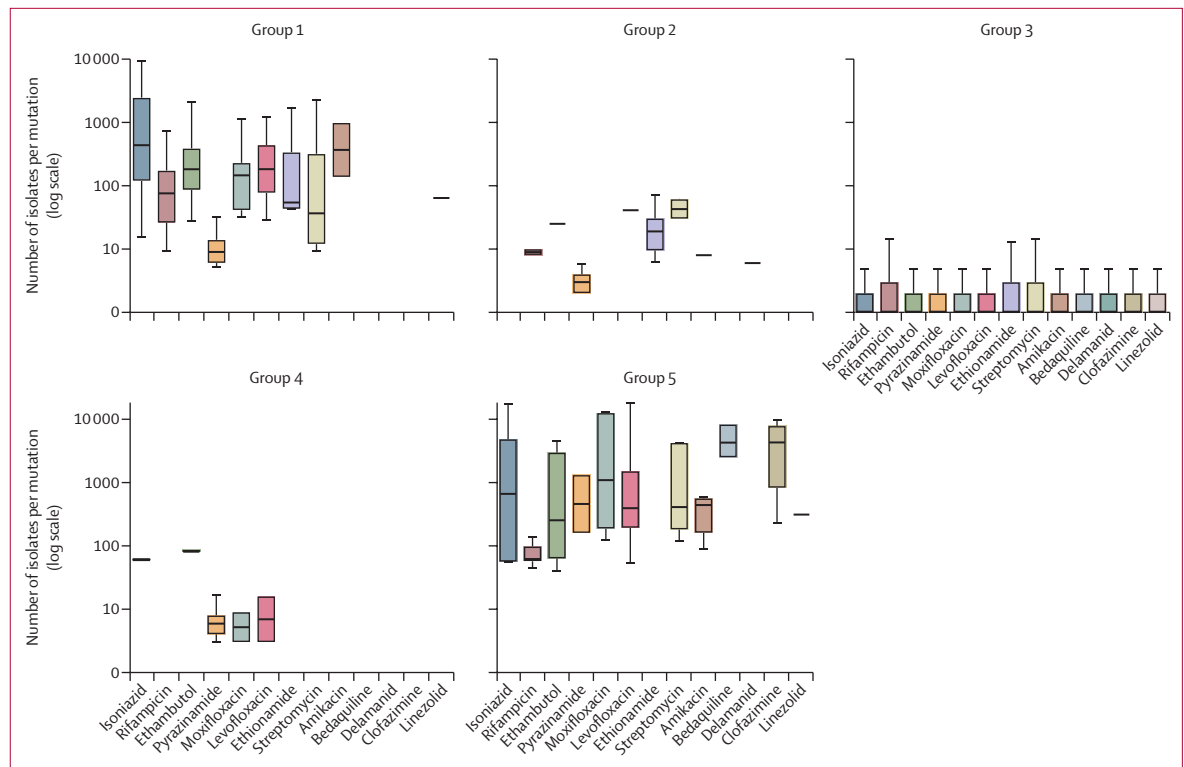 Group 1
Group 2
Group 3
Number of isolates per mutation
(log scale)
10 000
1000
100
10
0
Isoniazid
Rifampicin
Ethambutol
Pyrazinamide
Moxifloxacin
Levofloxacin
Ethionamide
Streptomycin
Amikacin
Bedaquiline
Delamanid
Clofazimine
Linezolid
Group 4
Group 5
Number of isolates per mutation
(log scale)
10000
1000
100
10
0
Isoniazid
Rifampicin
Ethambutol
Pyrazinamide
Moxifloxacin
Levofloxacin
Ethionamide
Streptomycin
Amikacin
Bedaquiline
Delamanid
Clofazimine
Linezolid
Isoniazid
Rifampicin
Ethambutol
Pyrazinamide
Moxifloxacin
Levofloxacin
Ethionamide
Streptomycin
Amikacin
Bedaquiline
Delamanid
Clofazimine
Linezolid